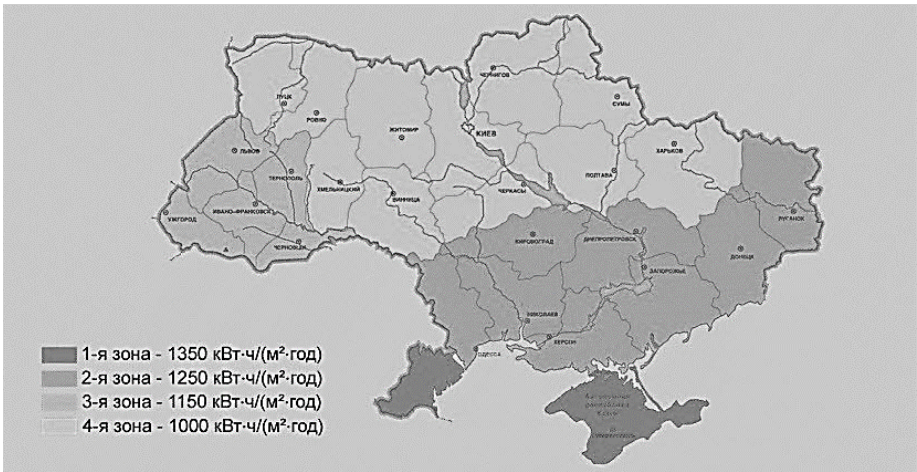 ЧЕРНИГОВ
ЛУЦК
СУМЫ
РОВНО
ЖИТОМИР
КИЕВ
ЛЬВОВ
ХАРЬКОВ
ТЕРНОПОЛЬ
ПОЛТАВА
ХМЕЛЬНИЦКИЙ
ЧЕРКАСЫ
ВИННИЦА
ИВАНО-ФРАНКОВСК
УЖГОРОД
ЛУГАНСК
КИРОВОГРАД
ДНЕПРОПЕТРОВСК
ЧЕРНОВЦЫ
ДОНЕЦК
ЗАПОРОЖЬЕ
НИКОЛАЕВ
ХЕРСОН
ОДЕССА
1-я зона - 1350 кВт·ч/(м²·год)
2-я зона - 1250 кВт·ч/(м²·год)
3-я зона - 1150 кВт·ч/(м²·год)
4-я зона - 1000 кВт·ч/(м²·год)